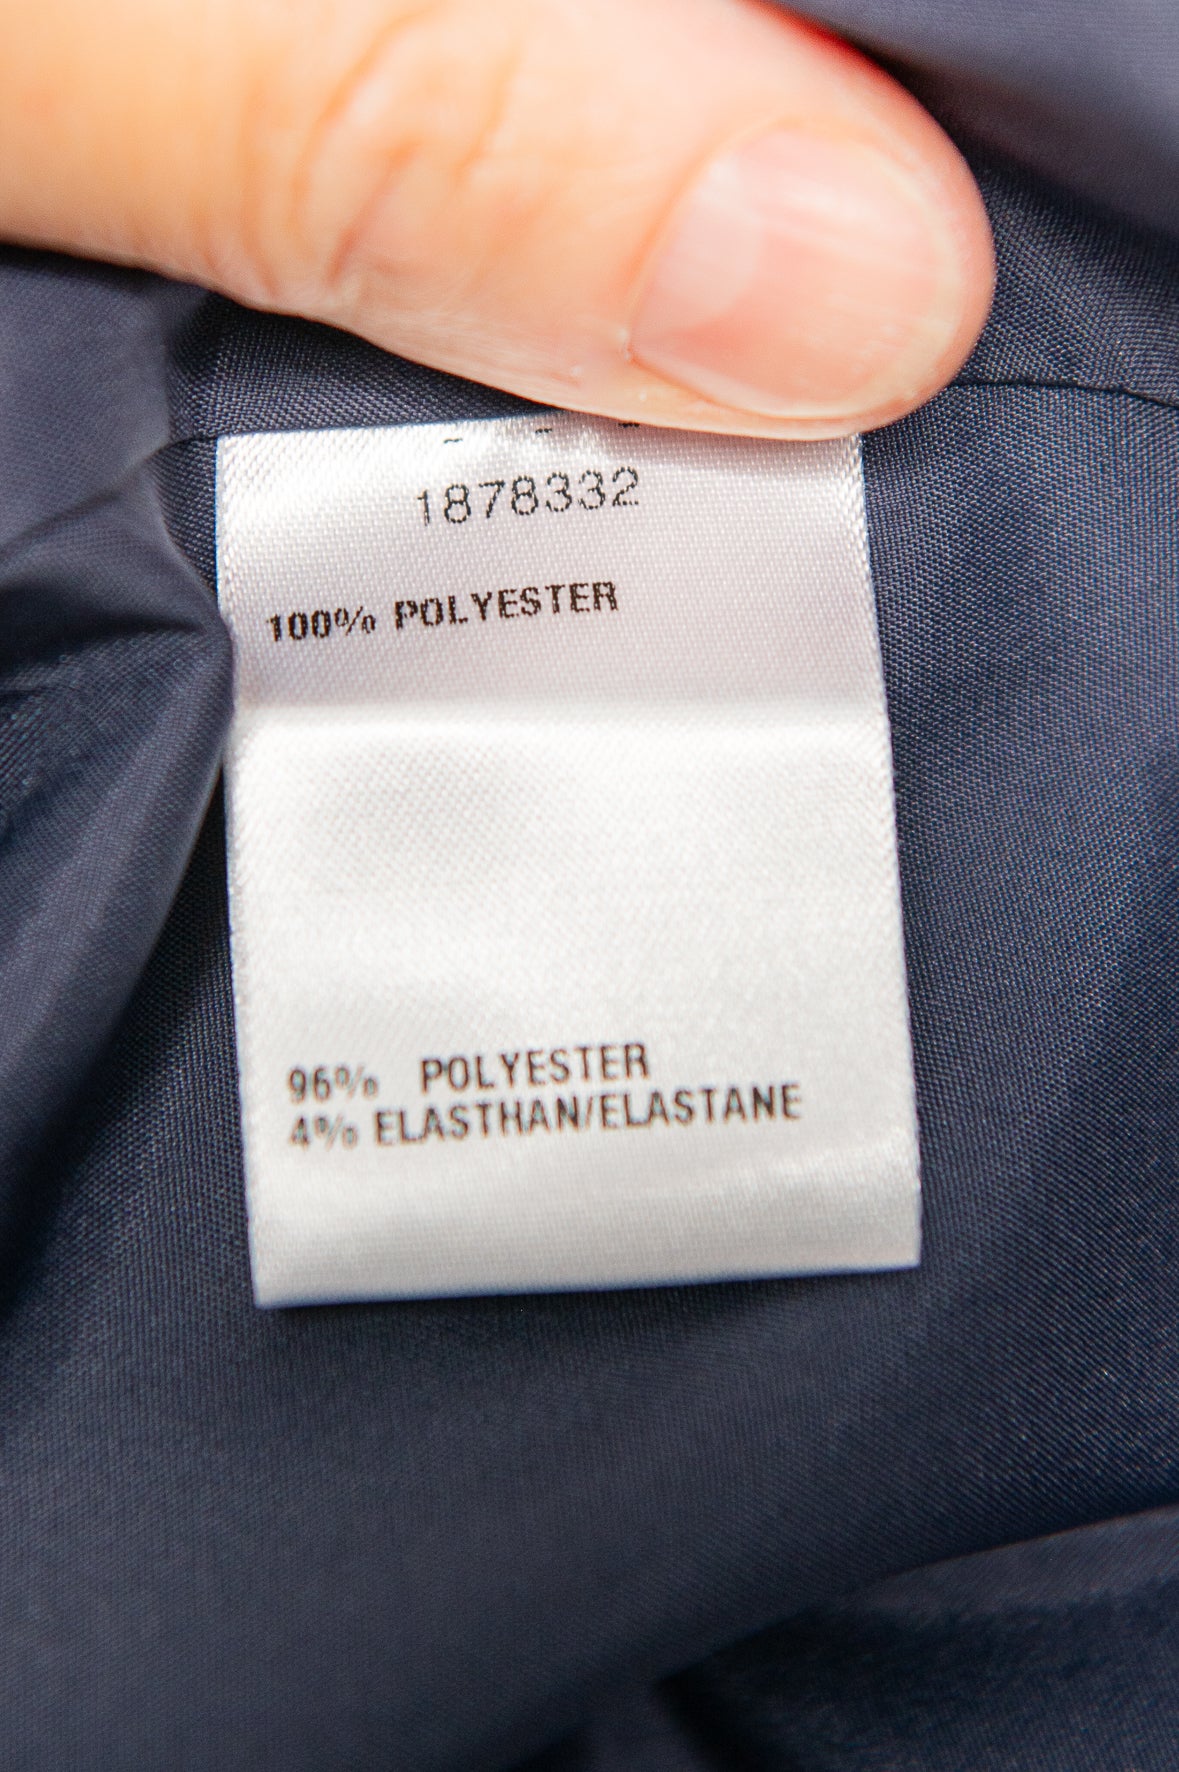 1878332
100% POLYESTER
96% POLYESTER
4% ELASTHAN/ELASTANE